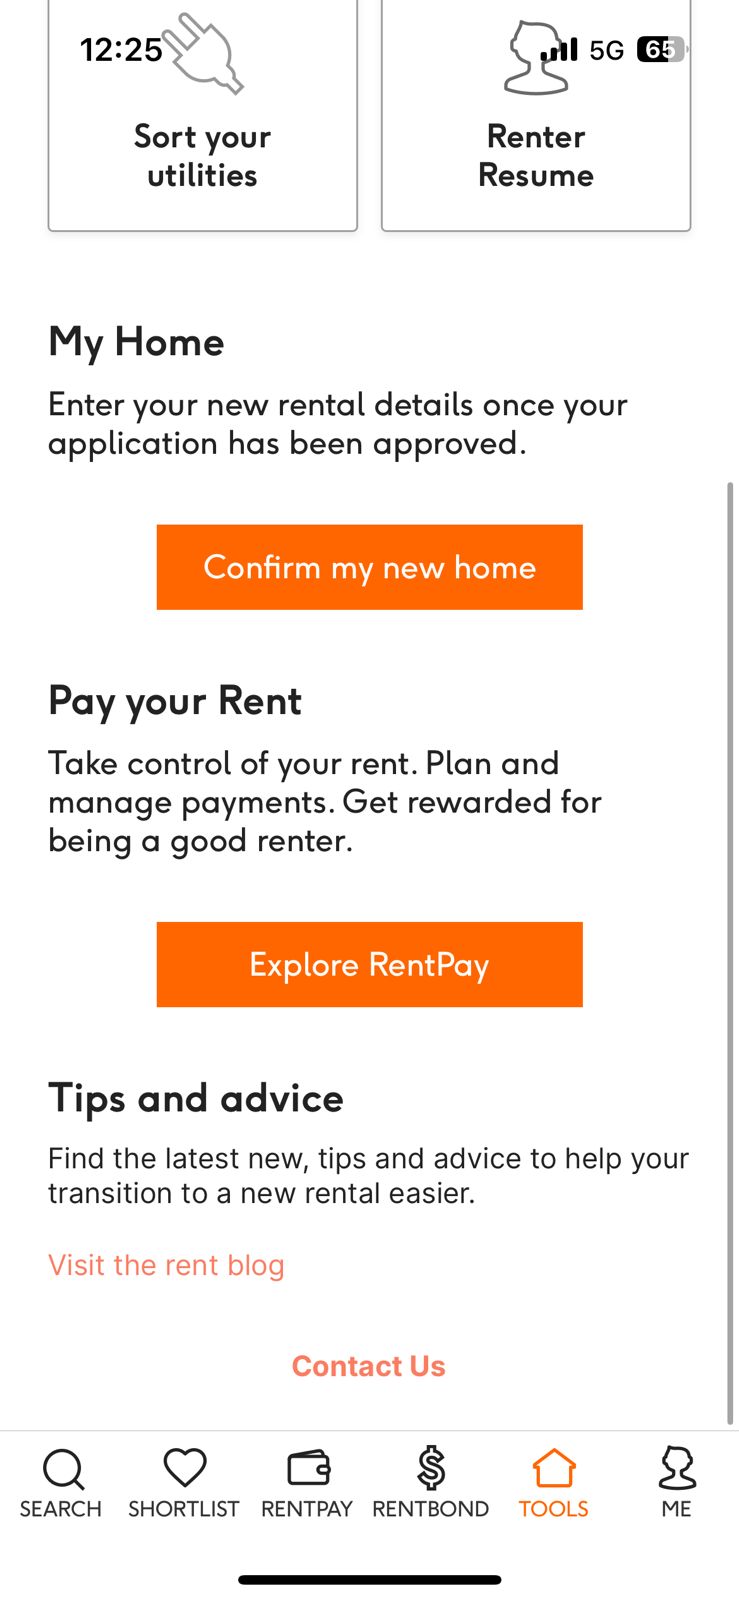 12:25
5G
65
Sort your
utilities
Renter
Resume
My Home
Enter your new rental details once your
application has been approved.
Confirm my new home
Pay your Rent
Take control of your rent. Plan and
manage payments. Get rewarded for
being a good renter.
Explore RentPay
Tips and advice
Find the latest new, tips and advice to help your
transition to a new rental easier.
Visit the rent blog
Contact Us
SEARCH
SHORTLIST
RENTPAY
RENTBOND
TOOLS
ME